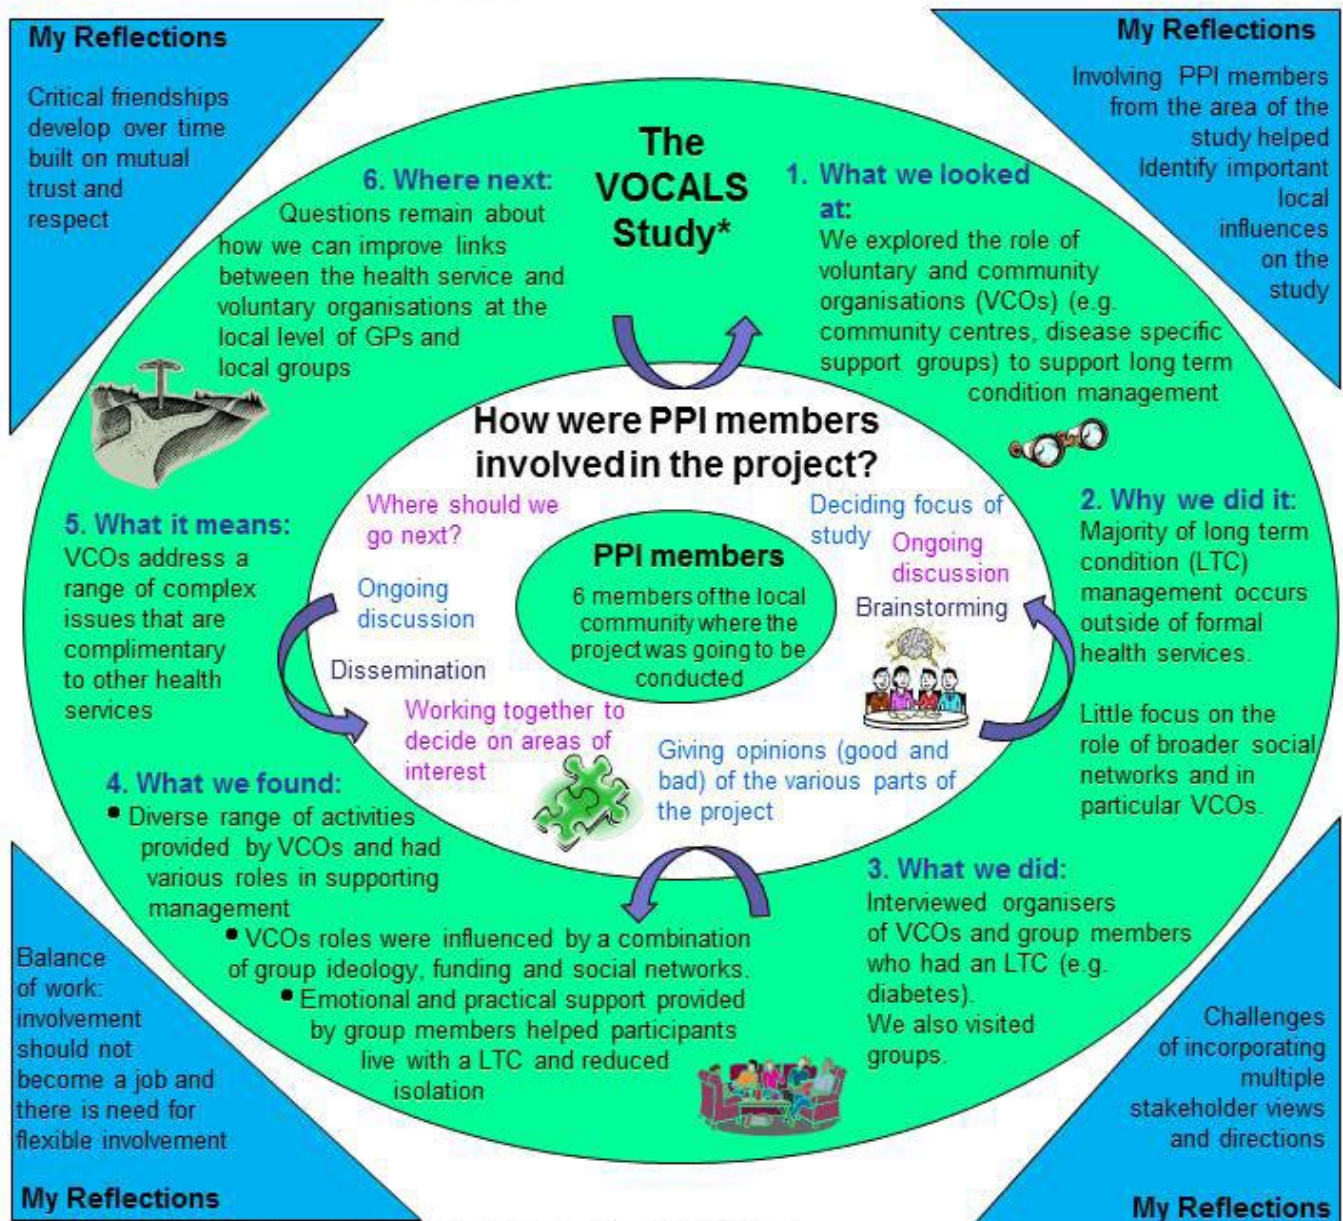 My Reflections
Critical friendships
develop over time
built on mutual
trust and
respect
My Reflections
Involving PPI members
from the area of the
study helped
Identify important
local
influences
on the
study
The
VOCALS
Study*
1. What we looked
at:
We explored the role of
voluntary and community
organisations (VCOs) (e.g.
community centres, disease specific
support groups) to support long term
condition management
2. Why we did it:
Majority of long term
condition (LTC)
management occurs
outside of formal
health services.
Little focus on the
role of broader social
networks and in
particular VCOs.
3. What we did:
Interviewed organisers
of VCOs and group members
who had an LTC (e.g.
diabetes).
We also visited
groups.
4. What we found:
• Diverse range of activities
provided by VCOs and had
various roles in supporting
management
• VCOs roles were influenced by a combination
of group ideology, funding and social networks.
• Emotional and practical support provided
by group members helped participants
live with a LTC and reduced
isolation
5. What it means:
VCOs address a
range of complex
issues that are
complimentary
to other health
services
6. Where next:
Questions remain about
how we can improve links
between the health service and
voluntary organisations at the
local level of GPs and
local groups
How were PPI members
involved in the project?
Deciding focus of
study
Ongoing
discussion
Brainstorming
Giving opinions (good and
bad) of the various parts of
the project
Working together to
decide on areas of
interest
Dissemination
Ongoing
discussion
Where should we
go next?
PPI members
6 members of the local
community where the
project was going to be
conducted
Balance
of work:
involvement
should not
become a job and
there is need for
flexible involvement
My Reflections
Challenges
of incorporating
multiple
stakeholder views
and directions
My Reflections